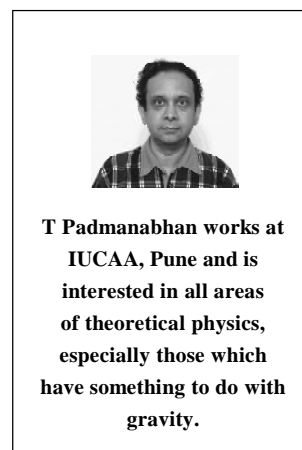 T Padmanabhan works at
IUCAA, Pune and is
interested in all areas
of theoretical physics,
especially those which
have something to do with
gravity.